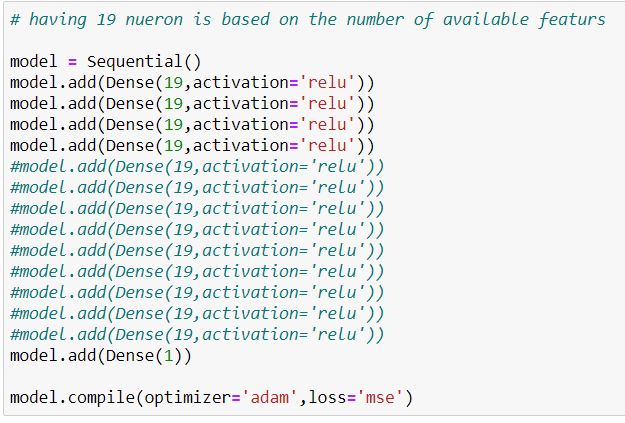 # having 19 nueron is based on the number of available featurs
model = Sequential()
model.add(Dense(19,activation='relu'))
model.add(Dense(19,activation='relu'))
model.add(Dense(19,activation='relu'))
model.add(Dense(19,activation='relu'))
#model.add(Dense(19,activation='relu'))
#model.add(Dense(19,activation='relu'))
#model.add(Dense(19,activation='relu'))
#model.add(Dense(19,activation='relu'))
#model.add(Dense(19,activation='relu'))
#model.add(Dense(19,activation='relu'))
#model.add(Dense(19,activation='relu'))
#model.add(Dense(19,activation='relu'))
#model.add(Dense(19,activation='relu'))
model.add(Dense(1))
model.compile(optimizer='adam',loss='mse')